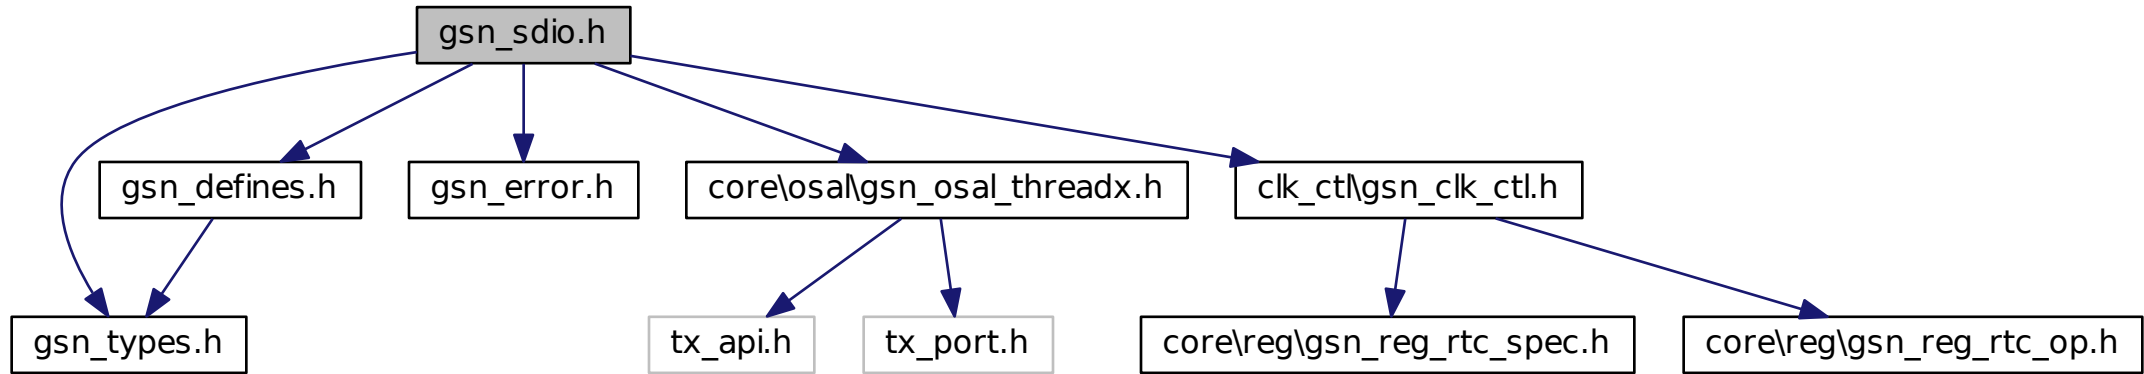 gsn_sdio.h
gsn_defines.h
gsn_error.h
core\osal\gsn_osal_threadx.h
clk_ctl\gsn_clk_ctl.h
gsn_types.h
tx_api.h
tx_port.h
core\reg\gsn_reg_rtc_spec.h
core\reg\gsn_reg_rtc_op.h